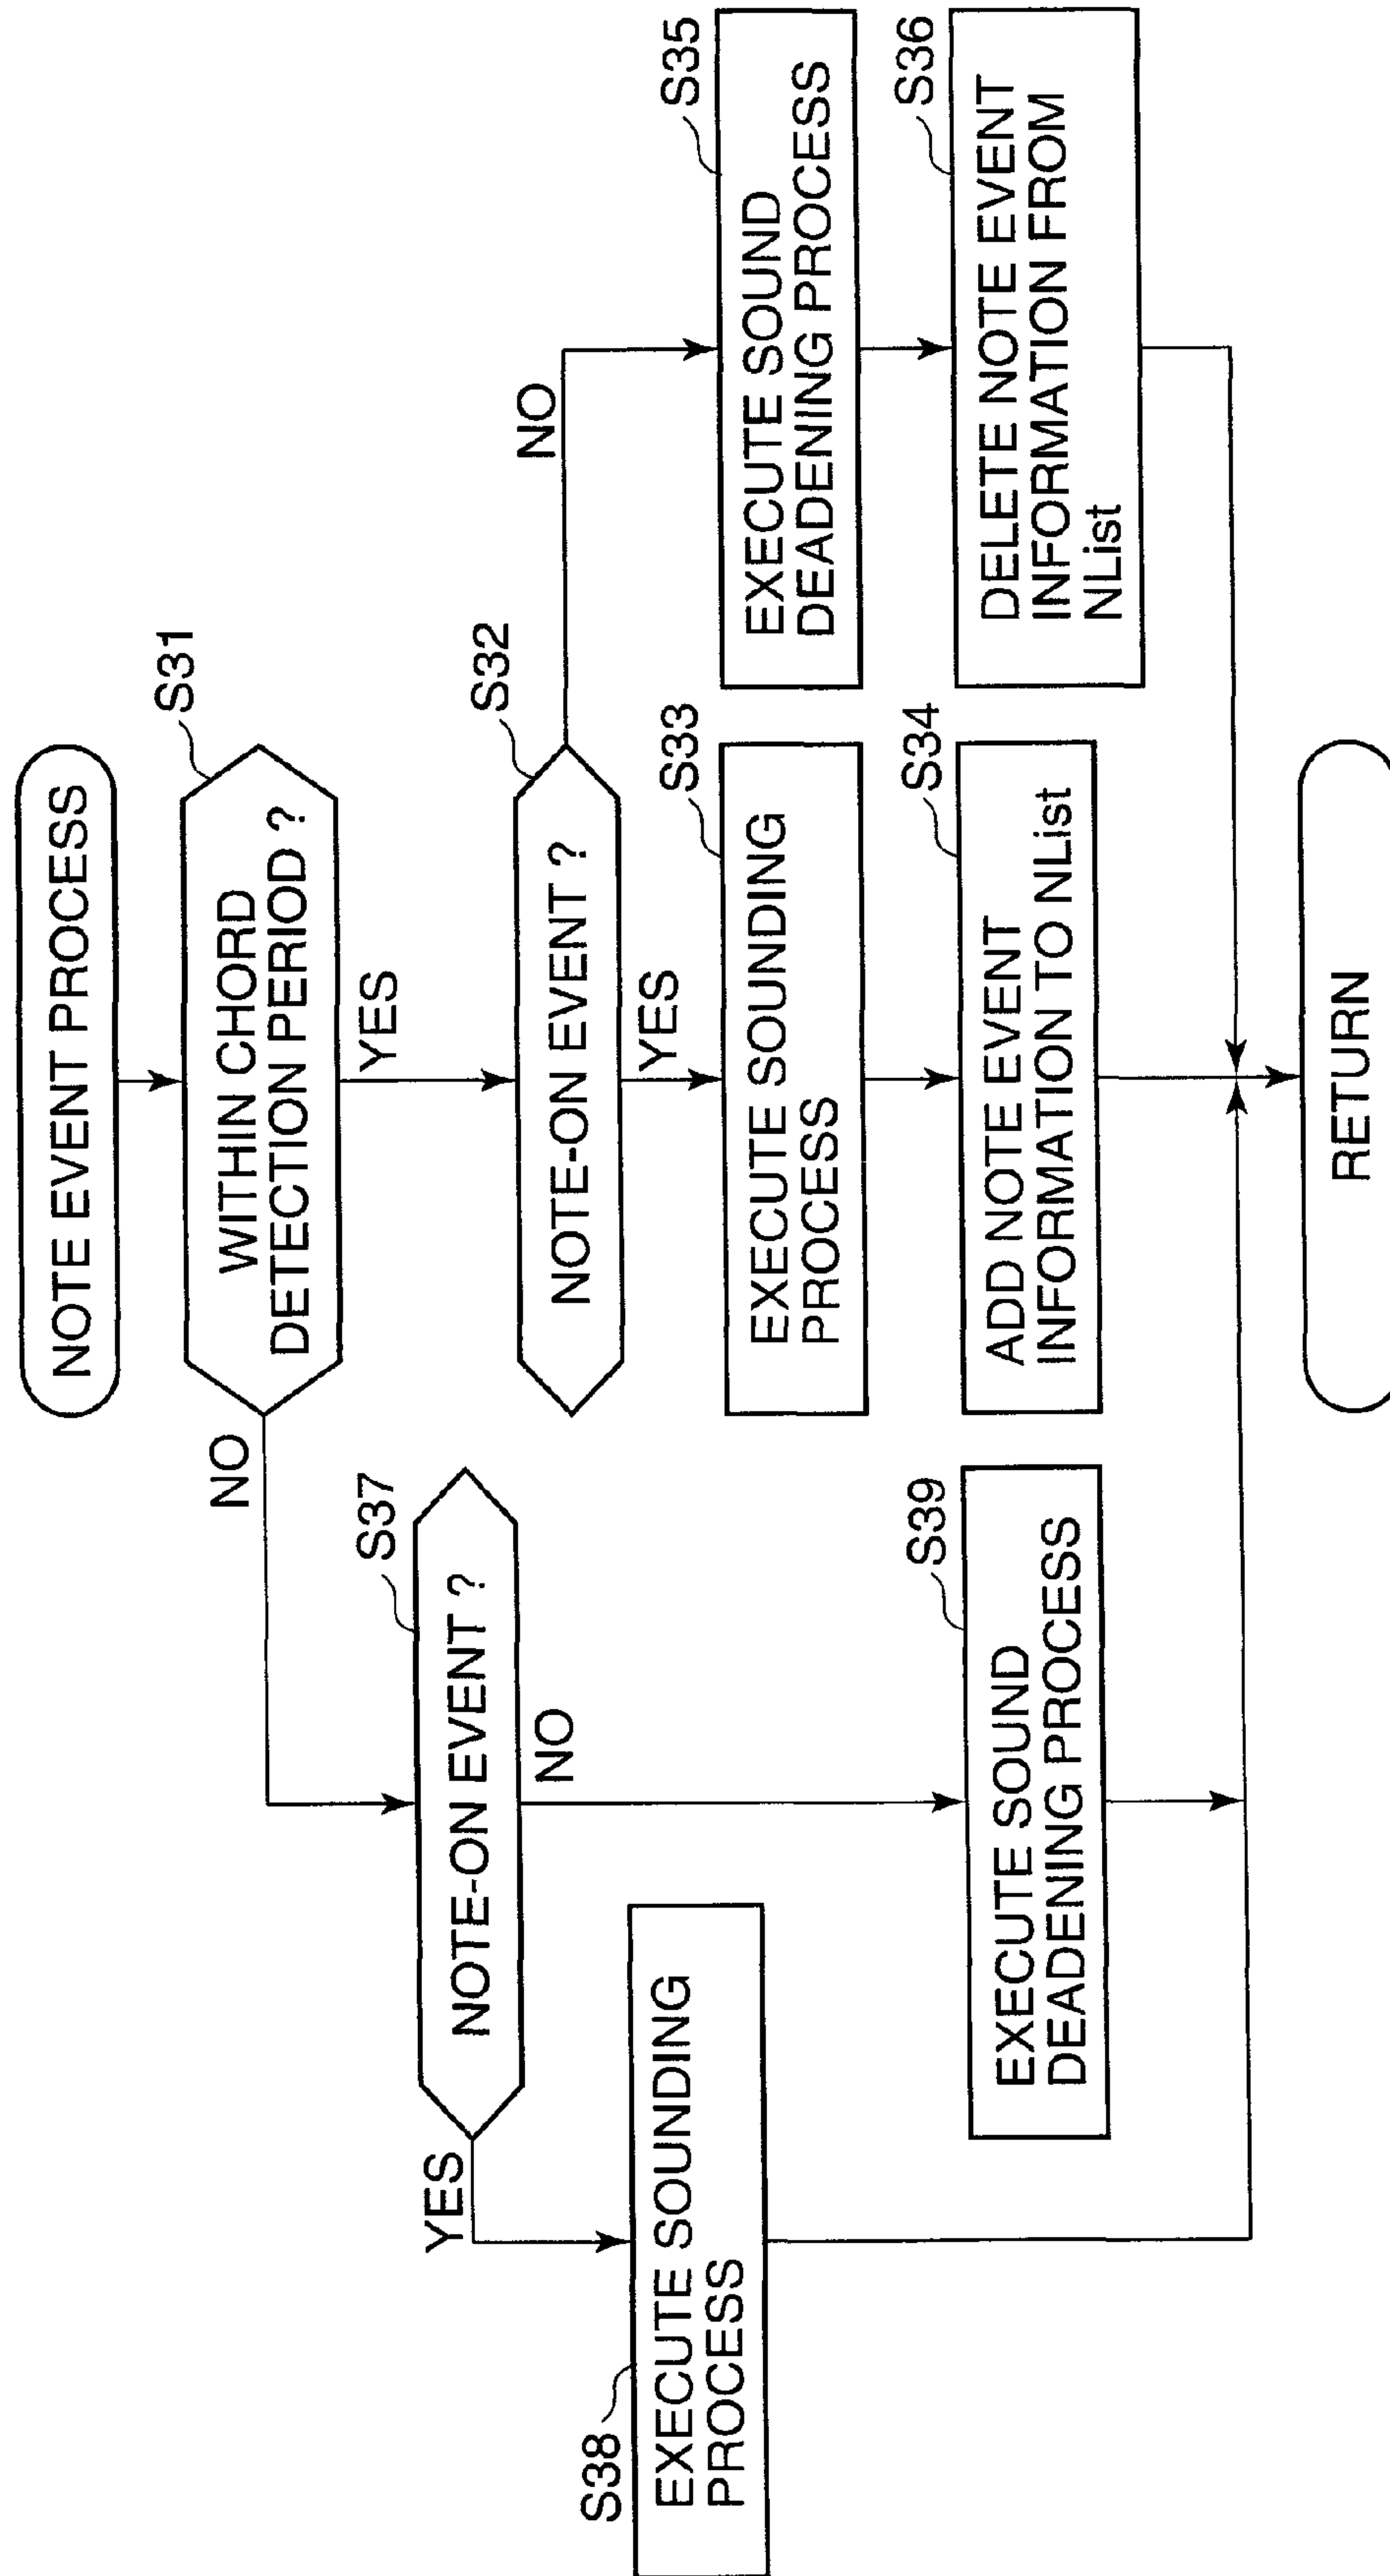 NOTE EVENT PROCESS
S31
WITHIN CHORD
DETECTION PERIOD ?
NO
YES
S37
NOTE-ON EVENT ?
YES
NO
S32
NOTE-ON EVENT ?
NO
YES
S38
EXECUTE SOUNDING
PROCESS
S33
EXECUTE SOUNDING
PROCESS
S35
EXECUTE SOUND
DEADENING PROCESS
S39
EXECUTE SOUND
DEADENING PROCESS
S34
ADD NOTE EVENT
INFORMATION TO NList
S36
DELETE NOTE EVENT
INFORMATION FROM
NList
RETURN